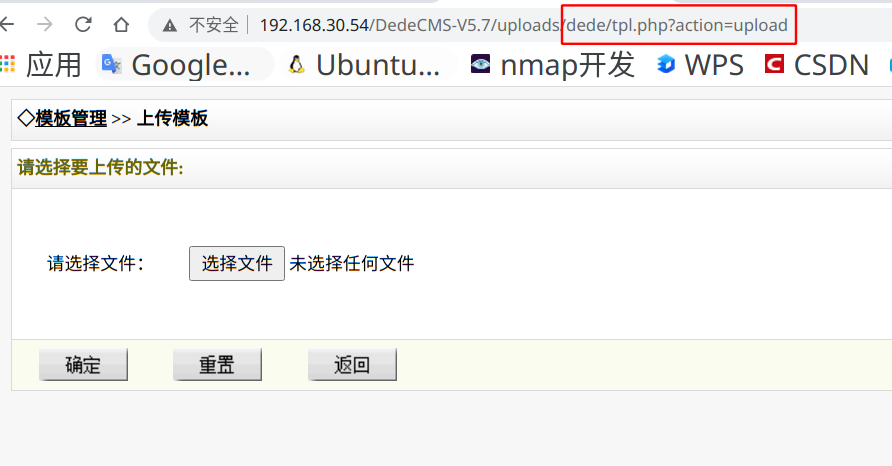 不安全 192.168.30.54/DedeCMS-V5.7/uploads/dede/tpl.php?action=upload
应用 Google... Ubuntu... nmap开发 WPS CSDN
◇模板管理 >> 上传模板
请选择要上传的文件:
请选择文件： 选择文件 未选择任何文件
确定 重置 返回